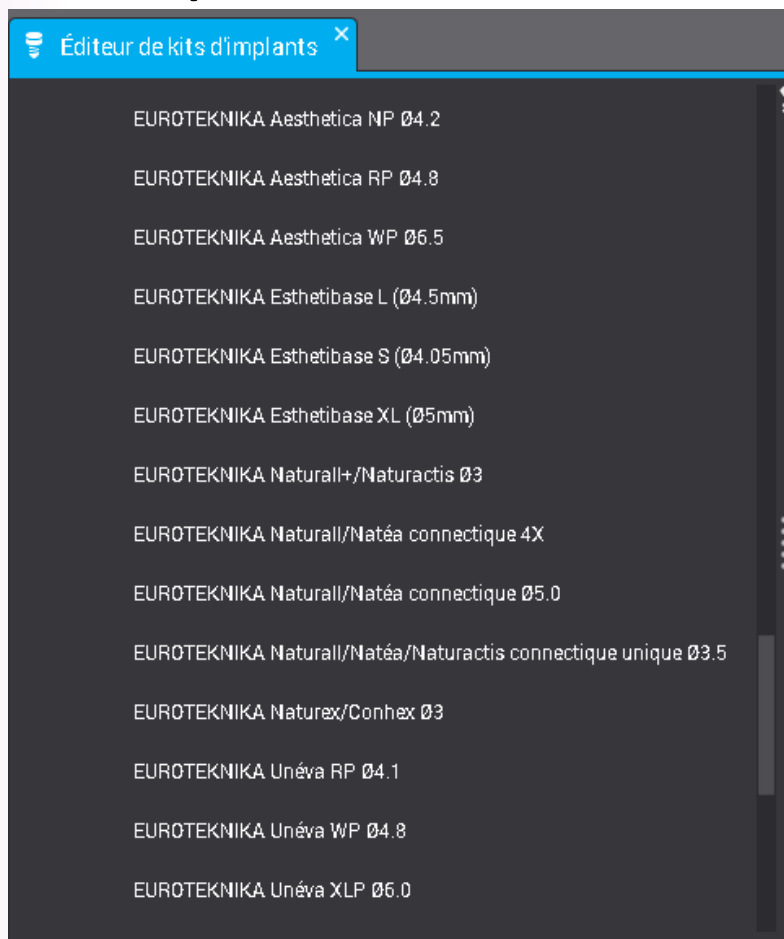 Éditeur de kits d'implants
EUROTEKNIKA Aesthetica NP Ø4.2
EUROTEKNIKA Aesthetica RP Ø4.8
EUROTEKNIKA Aesthetica WP Ø6.5
EUROTEKNIKA Esthetibase L (Ø4.5mm)
EUROTEKNIKA Esthetibase S (Ø4.05mm)
EUROTEKNIKA Esthetibase XL (Ø5mm)
EUROTEKNIKA Naturall+/Naturactis Ø3
EUROTEKNIKA Naturall/Natéa connectique 4X
EUROTEKNIKA Naturall/Natéa connectique Ø5.0
EUROTEKNIKA Naturall/Natéa/Naturactis connectique unique Ø3.5
EUROTEKNIKA Naturex/Conhex Ø3
EUROTEKNIKA Unéva RP Ø4.1
EUROTEKNIKA Unéva WP Ø4.8
EUROTEKNIKA Unéva XLP Ø6.0